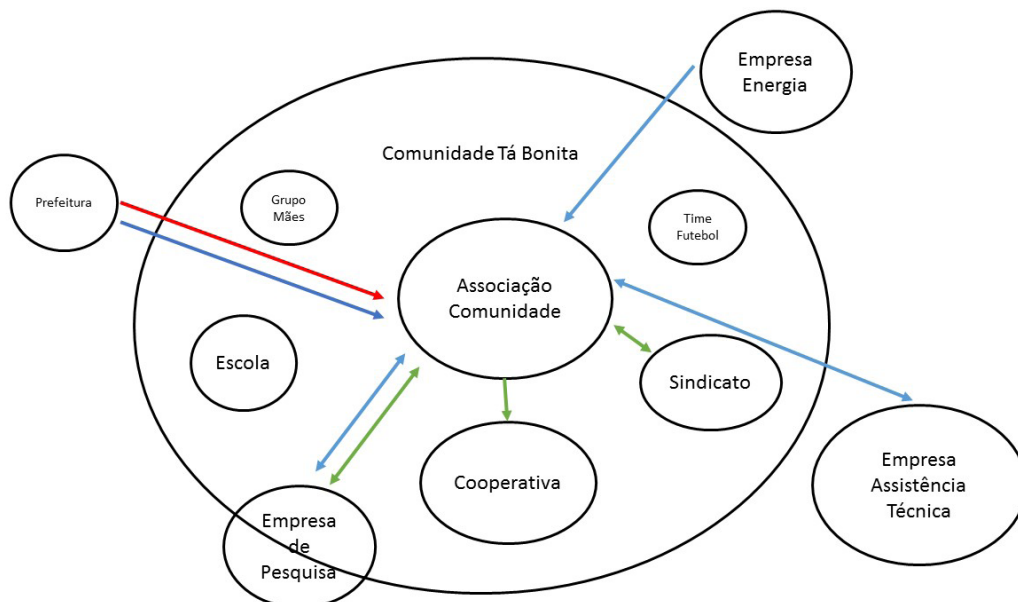 Empresa
Energia
Comunidade Tá Bonita
Prefeitura
Grupo
Mães
Time
Futebol
Associação
Comunidade
Escola
Sindicato
Cooperativa
Empresa
Assistência
Técnica
Empresa
de
Pesquisa